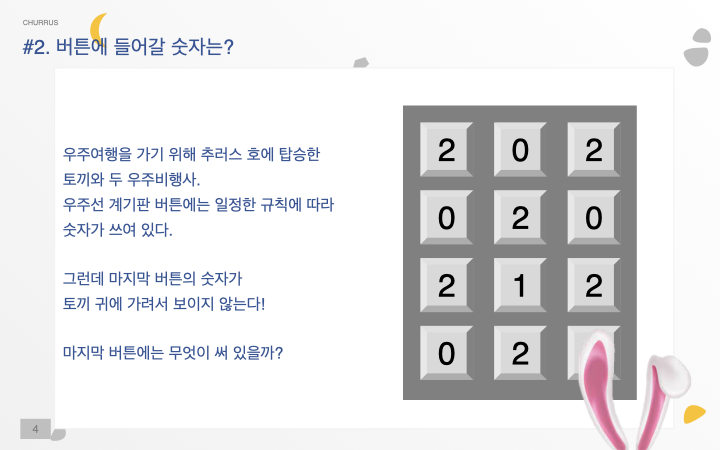 CHURRUS
#2. 버튼에 들어갈 숫자는?
우주여행을 가기 위해 추러스 호에 탑승한
토끼와 두 우주비행사.
우주선 계기판 버튼에는 일정한 규칙에 따라
숫자가 쓰여 있다.
그런데 마지막 버튼의 숫자가
토끼 귀에 가려서 보이지 않는다!
마지막 버튼에는 무엇이 써 있을까?
2 0 2
0 2 0
2 1 2
0 2
4